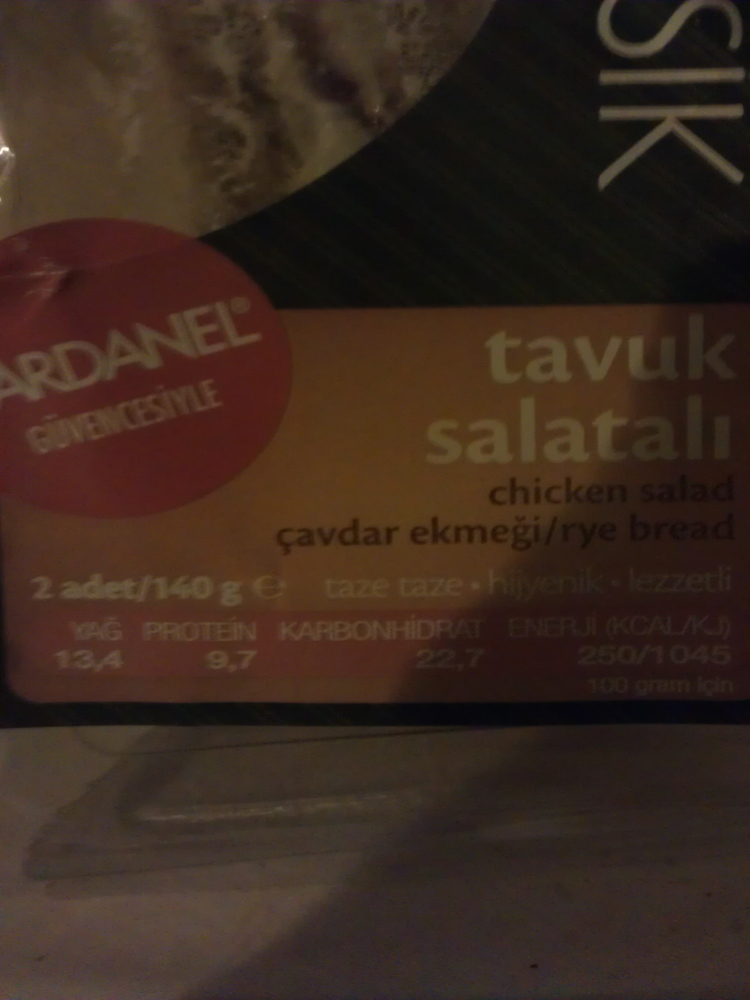 SIK
ARDANEL®
GÜVENCESİYLE
tavuk
salatalı
chicken salad
çavdar ekmeği/rye bread
2 adet/140 g ℮ taze taze • hijyenik • lezzetli
YAĞ PROTEİN KARBONHİDRAT ENERJİ (KCAL/KJ)
13,4 9,7 22,7 250/1045
100 gram için